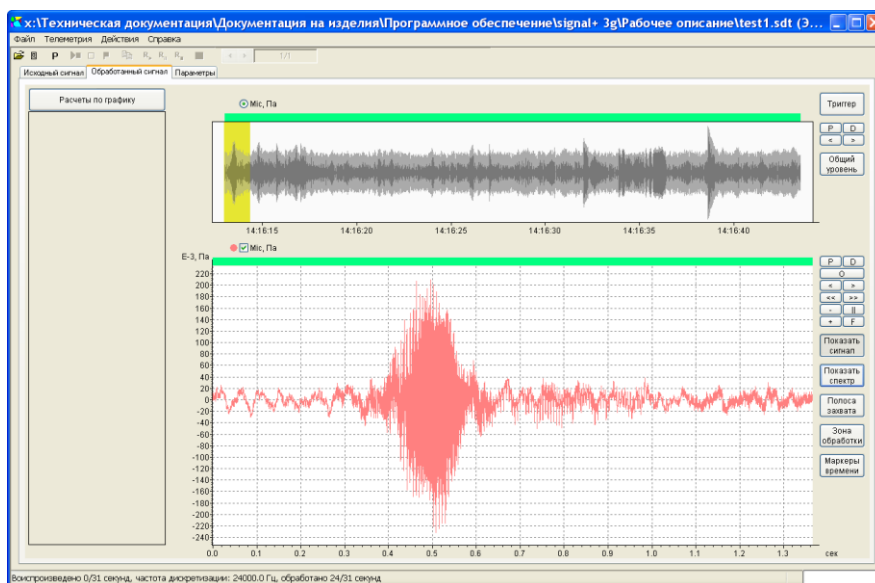 x:\Техническая документация\Документация на изделия\Программное обеспечение\signal+ 3g\Рабочее описание\test1.sdt (Э...
Файл Телеметрия Действия Справка
P 1/1
Исходный сигнал Обработанный сигнал Параметры
Расчеты по графику
Mic, Па
Триггер
P D
< >
Общий
уровень
14:16:15 14:16:20 14:16:25 14:16:30 14:16:35 14:16:40
Mic, Па
E-3, Па
220
200
180
160
140
120
100
80
60
40
20
0
-20
-40
-60
-80
-100
-120
-140
-160
-180
-200
-220
-240
0.0 0.1 0.2 0.3 0.4 0.5 0.6 0.7 0.8 0.9 1.0 1.1 1.2 1.3 сек
P D
O
< >
<< >>
- ||
+ F
Показать
сигнал
Показать
спектр
Полоса
захвата
Зона
обработки
Маркеры
времени
Воиспроизведено 0/31 секунд, частота дискретизации: 24000.0 Гц, обработано 24/31 секунд